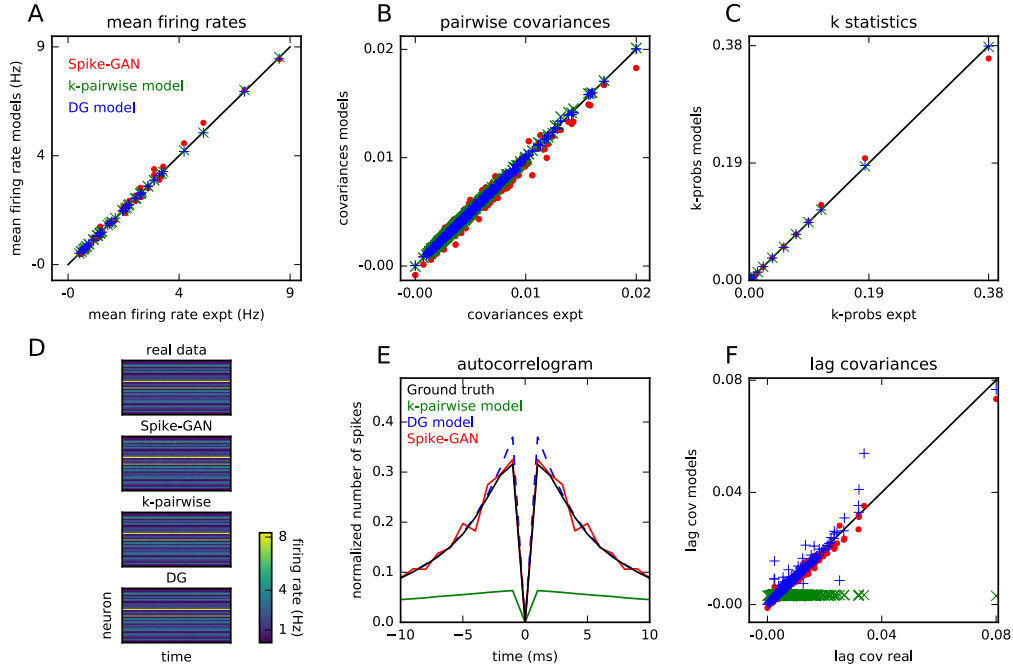 A
mean firing rates
mean firing rate models (Hz)
9
4
-0
Spike-GAN
k-pairwise model
DG model
-0
4
9
mean firing rate expt (Hz)
B
pairwise covariances
covariances models
0.02
0.01
-0.00
-0.00
0.01
0.02
covariances expt
C
k statistics
k-probs models
0.38
0.19
0.00
0.00
0.19
0.38
k-probs expt
D
real data
Spike-GAN
k-pairwise
DG
neuron
time
8
4
1
firing rate (Hz)
E
autocorrelogram
normalized number of spikes
Ground truth
k-pairwise model
DG model
Spike-GAN
0.4
0.3
0.2
0.1
0.0
−10
−5
0
5
10
time (ms)
F
lag covariances
lag cov models
0.08
0.04
-0.00
-0.00
0.04
0.08
lag cov real